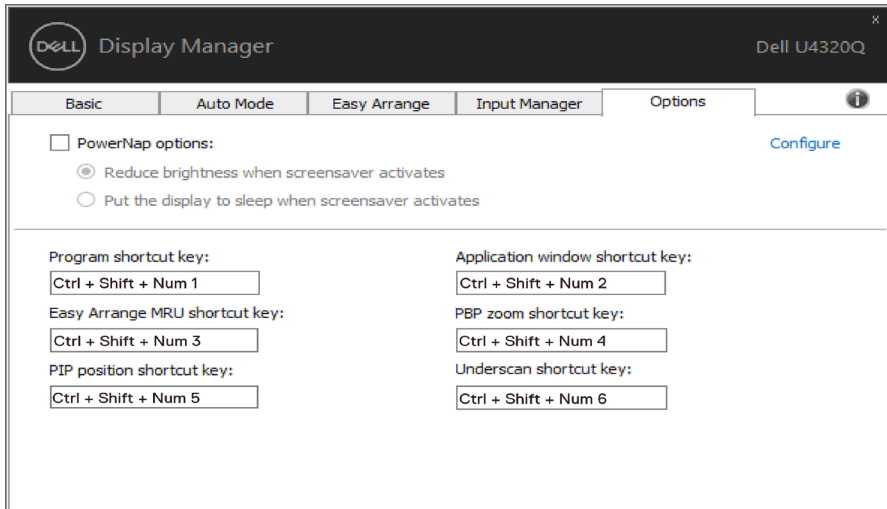 x
DELL Display Manager
Dell U4320Q
Basic Auto Mode Easy Arrange Input Manager Options i
PowerNap options: Configure
Reduce brightness when screensaver activates
Put the display to sleep when screensaver activates
Program shortcut key: Application window shortcut key:
Ctrl + Shift + Num 1 Ctrl + Shift + Num 2
Easy Arrange MRU shortcut key: PBP zoom shortcut key:
Ctrl + Shift + Num 3 Ctrl + Shift + Num 4
PIP position shortcut key: Underscan shortcut key:
Ctrl + Shift + Num 5 Ctrl + Shift + Num 6